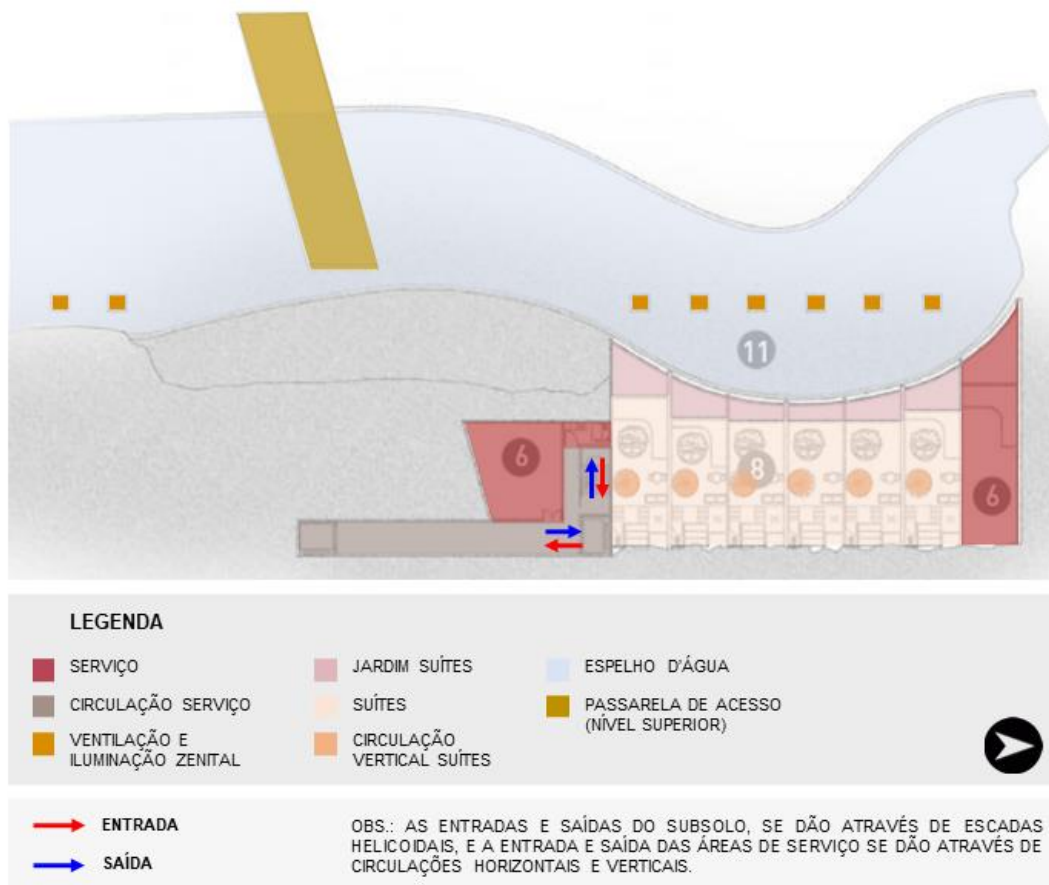 11
6
8
6
LEGENDA
SERVIÇO
CIRCULAÇÃO SERVIÇO
VENTILAÇÃO E
ILUMINAÇÃO ZENITAL
JARDIM SUÍTES
SUÍTES
CIRCULAÇÃO
VERTICAL SUÍTES
ESPELHO D'ÁGUA
PASSARELA DE ACESSO
(NÍVEL SUPERIOR)
ENTRADA
SAÍDA
OBS.: AS ENTRADAS E SAÍDAS DO SUBSOLO, SE DÃO ATRAVÉS DE ESCADAS
HELICOIDAIS, E A ENTRADA E SAÍDA DAS ÁREAS DE SERVIÇO SE DÃO ATRAVÉS DE
CIRCULAÇÕES HORIZONTAIS E VERTICAIS.